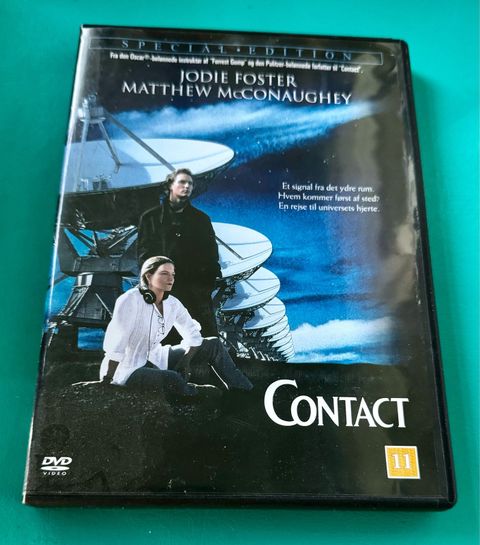 SPECIAL • EDITION
Fra den Oscar®-belønnede instruktør af "Forrest Gump" og den Pulitzer-belønnede forfatter til "Contact".
JODIE FOSTER
MATTHEW McCONAUGHEY
Et signal fra det ydre rum.
Hvem kommer først af sted?
En rejse til universets hjerte.
CONTACT
11
DVD
VIDEO